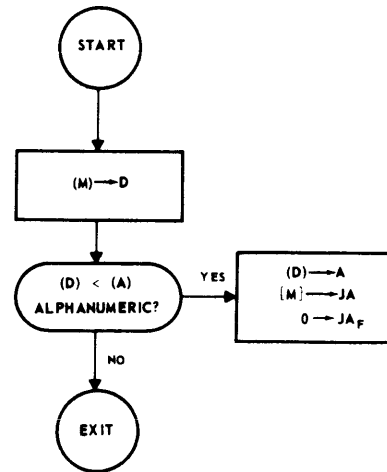 START
(M)→D
(D) < (A)
ALPHANUMERIC?
YES
(D)→A
[M]→JA
0→JA_F
NO
EXIT